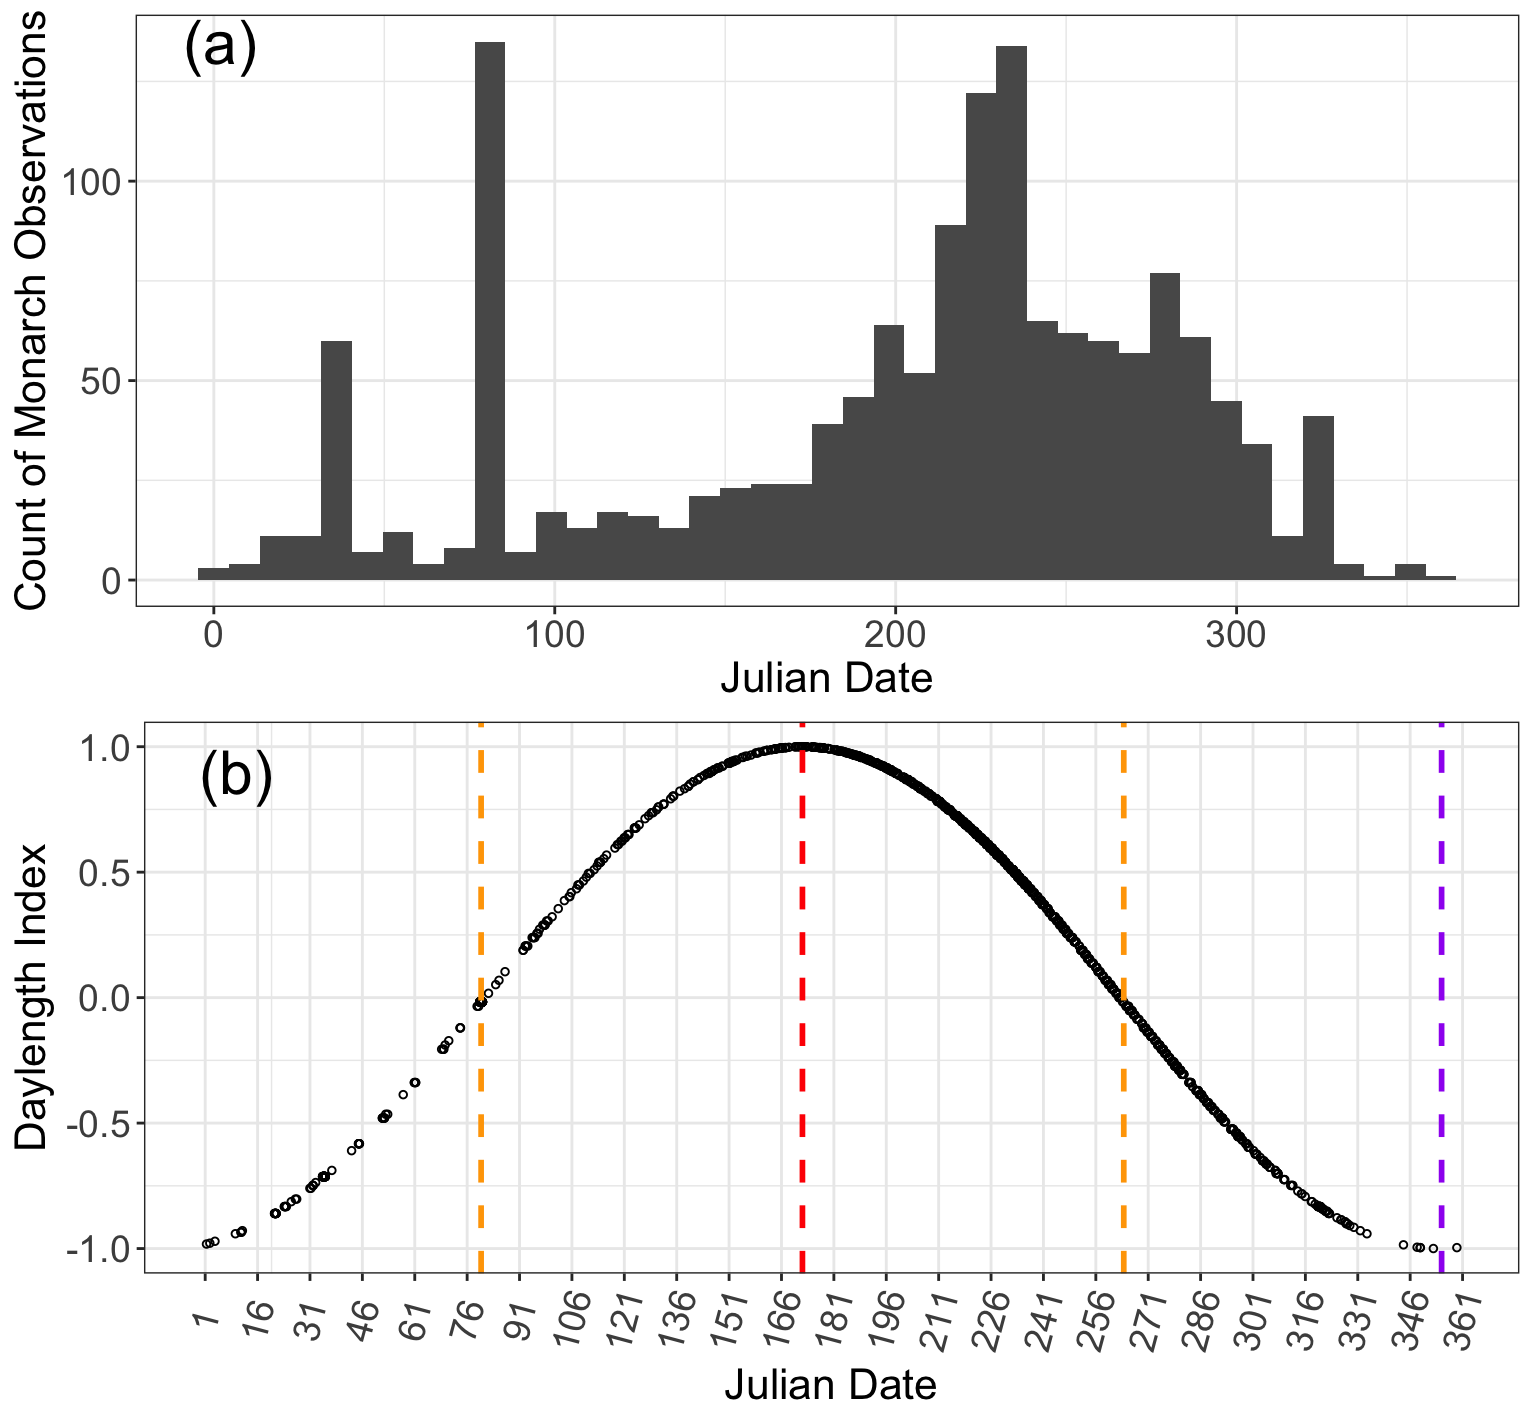 (a)
Count of Monarch Observations
100
50
0
0 100 200 300
Julian Date
(b)
Daylength Index
1.0
0.5
0.0
-0.5
-1.0
1 16 31 46 61 76 91 106 121 136 151 166 181 196 211 226 241 256 271 286 301 316 331 346 361
Julian Date